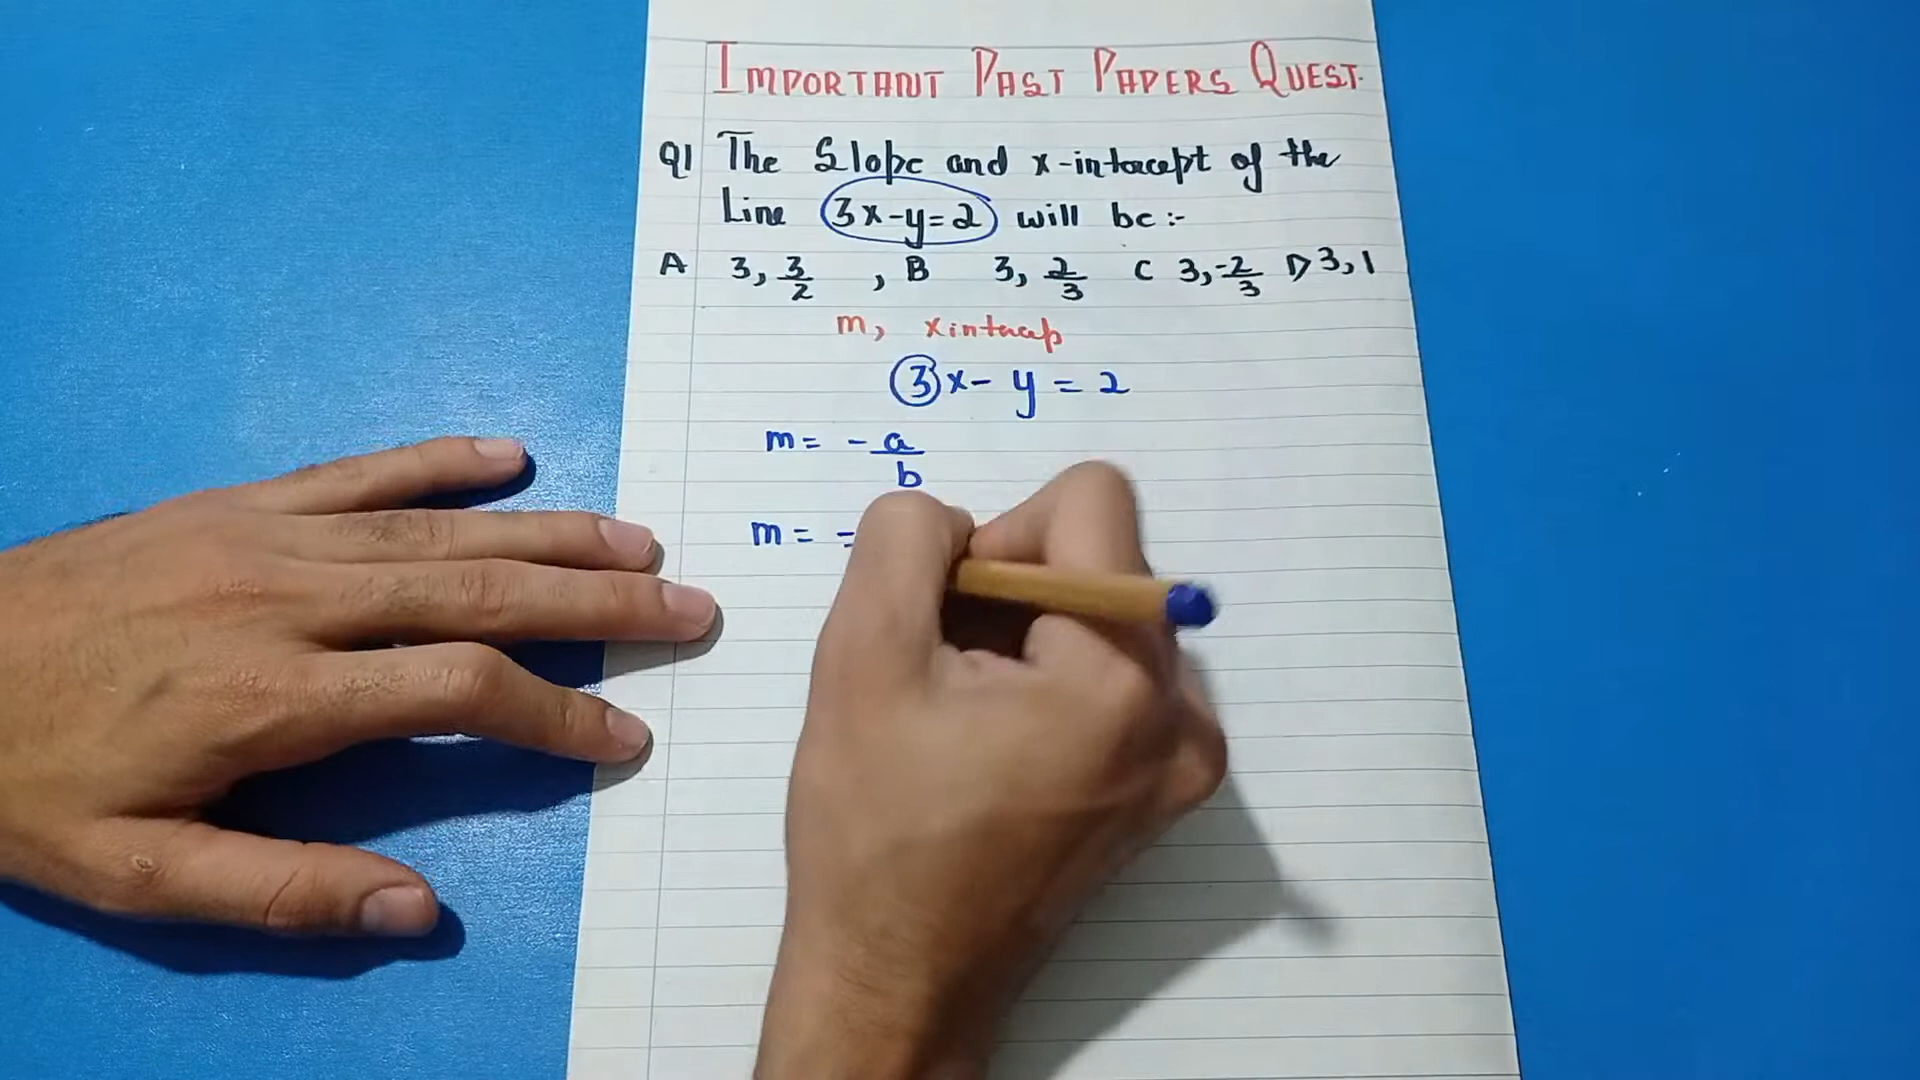 IMPORTANT PAST PAPERS QUEST.
Q1 The Slope and x-intercept of the
Line 3x-y=2 will be:-
A 3, 3/2 , B 3, 2/3 C 3, -2/3 D 3, 1
m, x intercep
3x - y = 2
m = - a/b
m = -